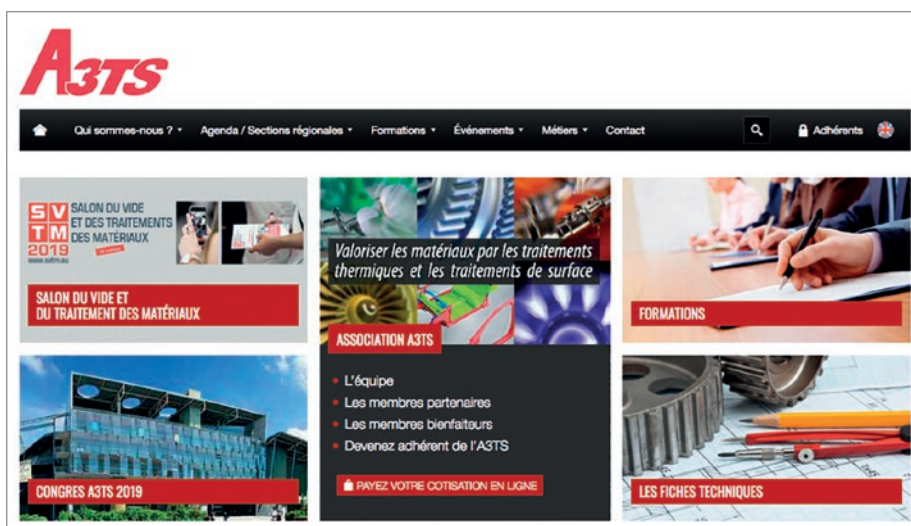 A3TS
Qui sommes-nous ? Agenda / Sections régionales Formations Événements Métiers Contact Adhérents
SVTM 2019
SALON DU VIDE
ET DES TRAITEMENTS
DES MATÉRIAUX
www.svtm.eu
SALON DU VIDE ET
DU TRAITEMENT DES MATÉRIAUX
Valoriser les matériaux par les traitements
thermiques et les traitements de surface
ASSOCIATION A3TS
L'équipe
Les membres partenaires
Les membres bienfaiteurs
Devenez adhérent de l'A3TS
PAYEZ VOTRE COTISATION EN LIGNE
FORMATIONS
CONGRES A3TS 2019
LES FICHES TECHNIQUES